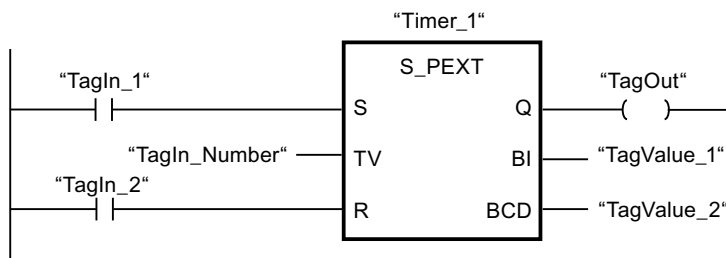 “Timer_1“
S_PEXT
“TagIn_1“
S
Q
“TagOut“
“TagIn_Number“
TV
BI
“TagValue_1“
“TagIn_2“
R
BCD
“TagValue_2“